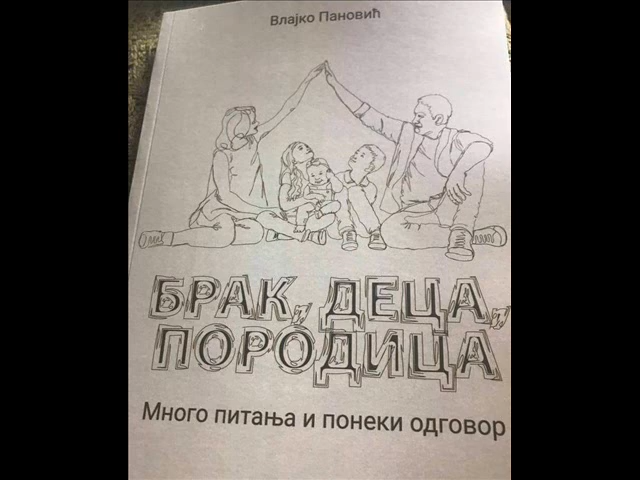 Влајко Пановић
БРАК, ДЕЦА,
ПОРОДИЦА
Много питања и понеки одговор